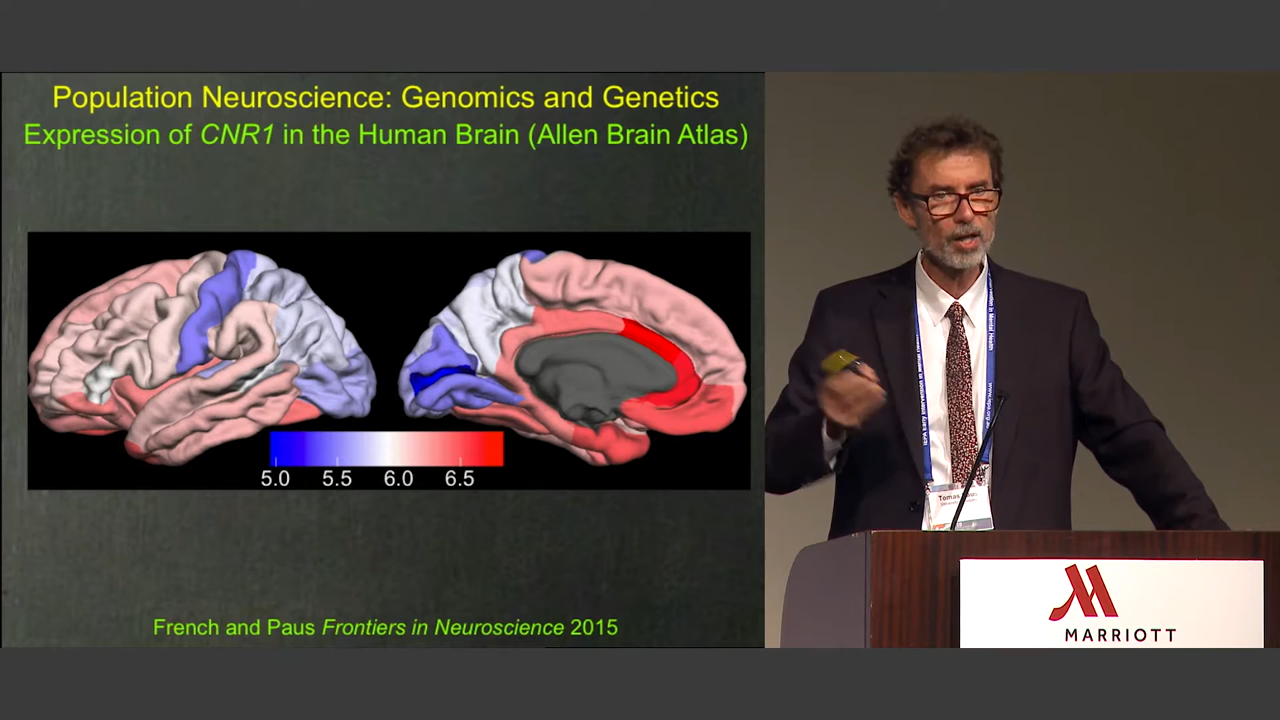 Population Neuroscience: Genomics and Genetics
Expression of CNR1 in the Human Brain (Allen Brain Atlas)
5.0 5.5 6.0 6.5
French and Paus Frontiers in Neuroscience 2015
Tomas
MARRIOTT